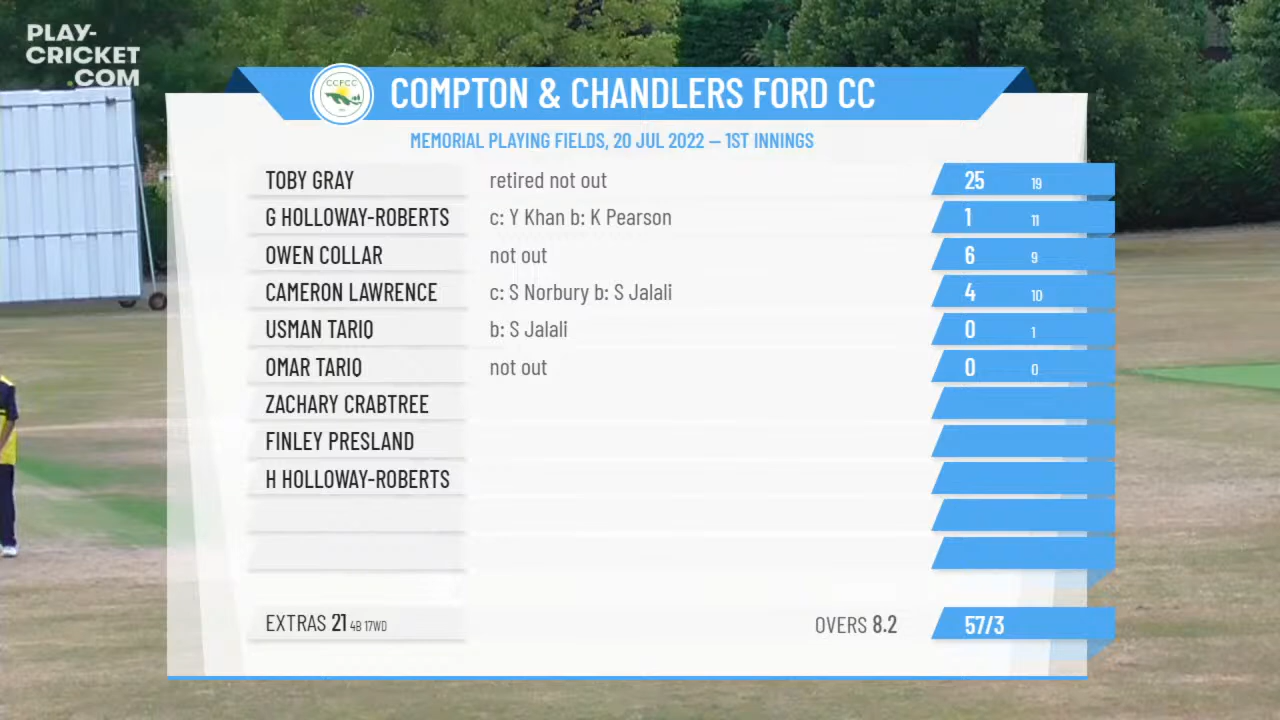 PLAY-
CRICKET
.COM
CCFCC
COMPTON & CHANDLERS FORD CC
MEMORIAL PLAYING FIELDS, 20 JUL 2022 – 1ST INNINGS
TOBY GRAY retired not out 25 19
G HOLLOWAY-ROBERTS c: Y Khan b: K Pearson 1 11
OWEN COLLAR not out 6 9
CAMERON LAWRENCE c: S Norbury b: S Jalali 4 10
USMAN TARIQ b: S Jalali 0 1
OMAR TARIQ not out 0 0
ZACHARY CRABTREE
FINLEY PRESLAND
H HOLLOWAY-ROBERTS
EXTRAS 21 4B 17WD OVERS 8.2 57/3